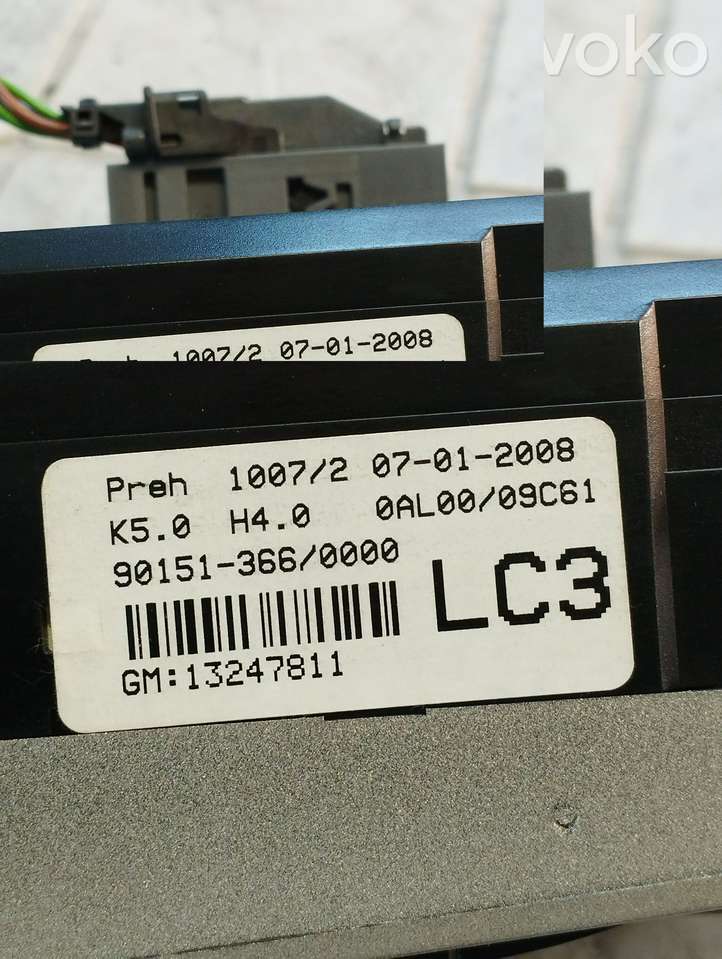 voko
1007/2 07-01-2008
Preh 1007/2 07-01-2008
K5.0 H4.0 0AL00/09C61
90151-366/0000
LC3
GM:13247811